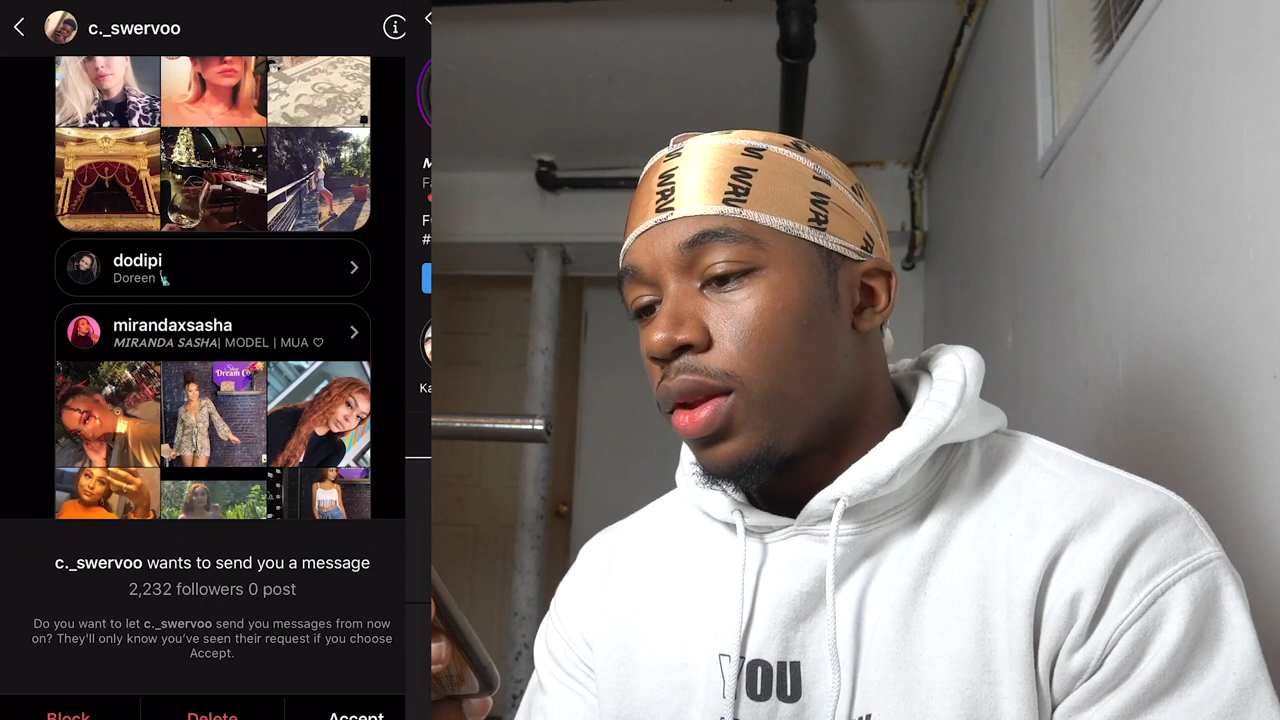 c._swervoo
dodipi
Doreen 🗽
mirandaxsasha
MIRANDA SASHA| MODEL | MUA ♡
Dream Co
c._swervoo wants to send you a message
2,232 followers 0 post
Do you want to let c._swervoo send you messages from now
on? They'll only know you've seen their request if you choose
Accept.
Block
Delete
Accept
YOU